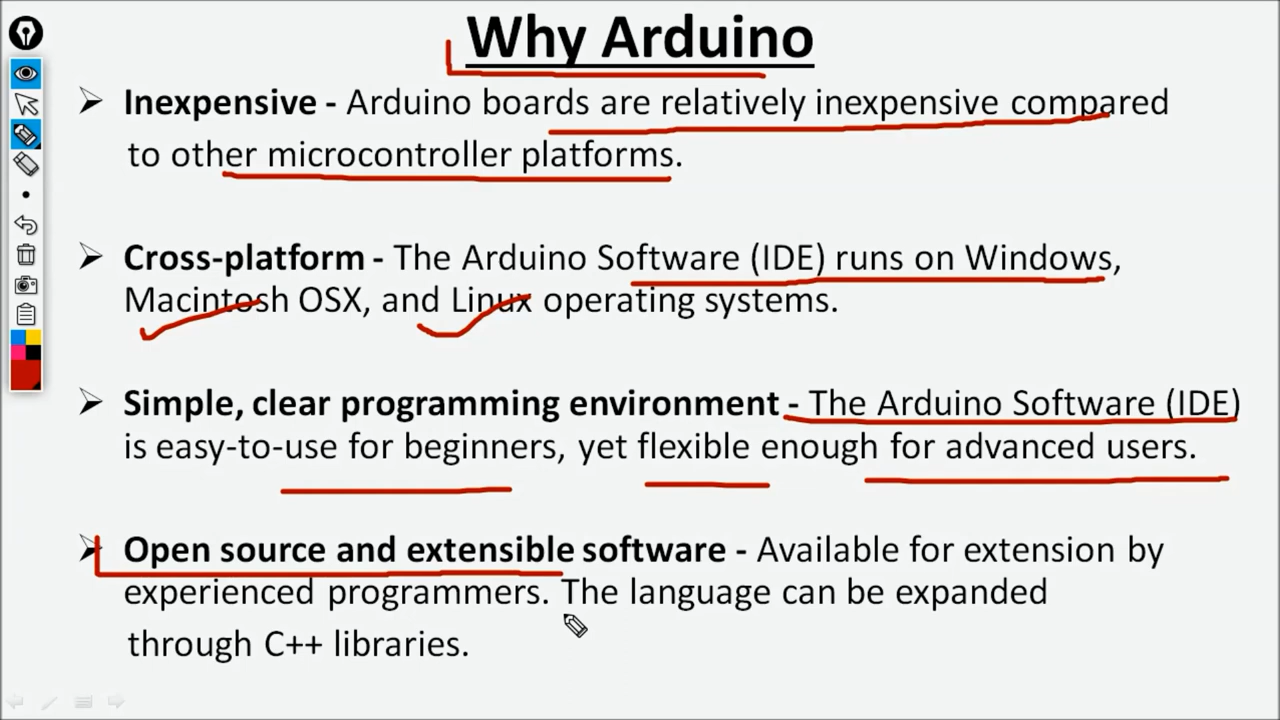 Why Arduino
➢ Inexpensive - Arduino boards are relatively inexpensive compared
to other microcontroller platforms.
➢ Cross-platform - The Arduino Software (IDE) runs on Windows,
Macintosh OSX, and Linux operating systems.
➢ Simple, clear programming environment - The Arduino Software (IDE)
is easy-to-use for beginners, yet flexible enough for advanced users.
➢ Open source and extensible software - Available for extension by
experienced programmers. The language can be expanded
through C++ libraries.